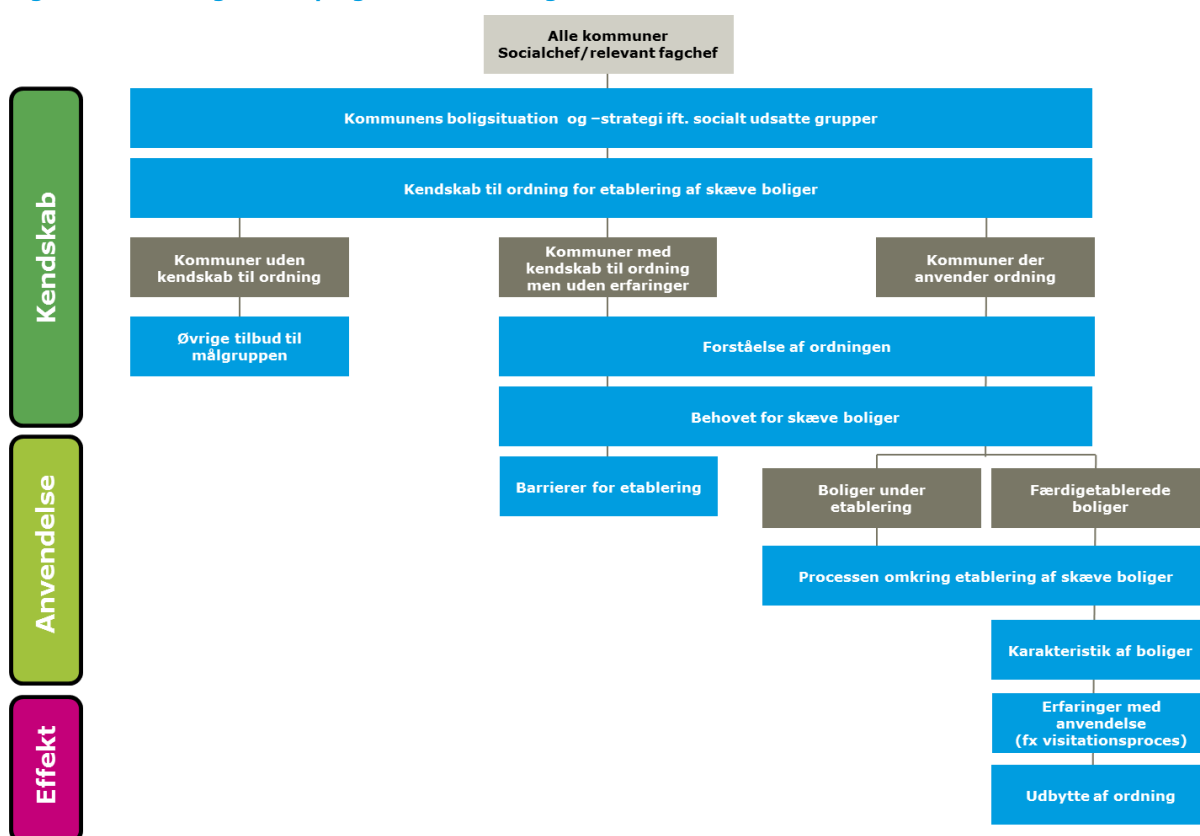 Alle kommuner
Socialchef/relevant fagchef
Kendskab
Kommunens boligsituation og –strategi ift. socialt udsatte grupper
Kendskab til ordning for etablering af skæve boliger
Kommuner uden
kendskab til ordning
Kommuner med
kendskab til ordning
men uden erfaringer
Kommuner der
anvender ordning
Øvrige tilbud til
målgruppen
Forståelse af ordningen
Behovet for skæve boliger
Anvendelse
Barrierer for etablering
Boliger under
etablering
Færdigetablerede
boliger
Processen omkring etablering af skæve boliger
Karakteristik af boliger
Effekt
Erfaringer med
anvendelse
(fx visitationsproces)
Udbytte af ordning